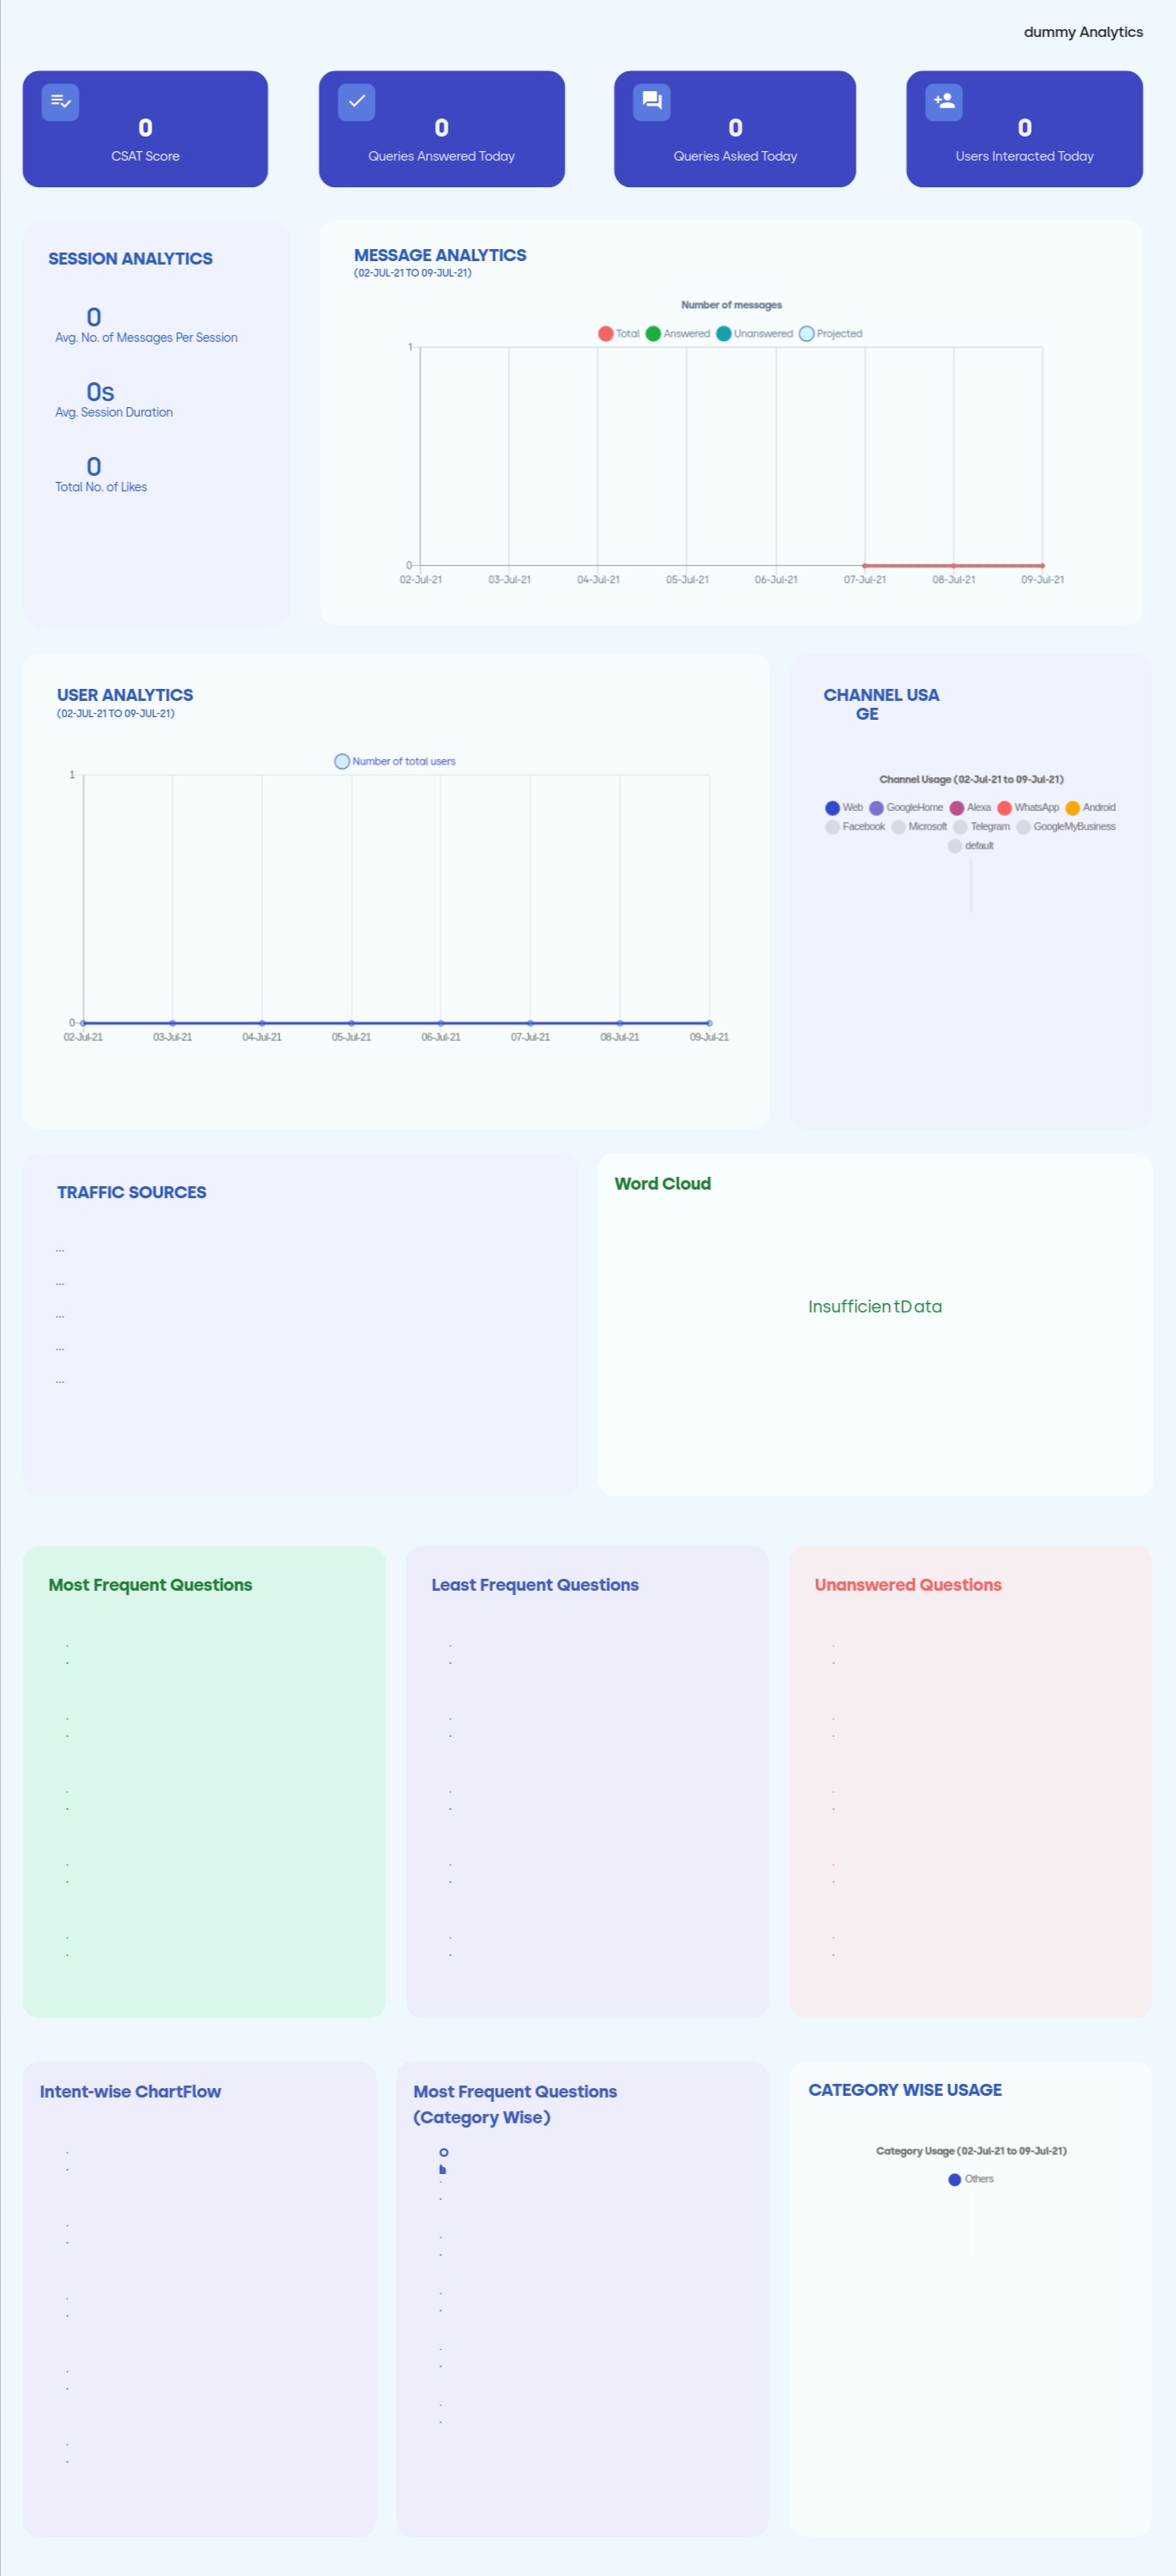 dummy Analytics
0
CSAT Score
0
Queries Answered Today
0
Queries Asked Today
0
Users Interacted Today
SESSION ANALYTICS
0
Avg. No. of Messages Per Session
0s
Avg. Session Duration
0
Total No. of Likes
MESSAGE ANALYTICS
(02-JUL-21 TO 09-JUL-21)
Number of messages
Total Answered Unanswered Projected
1
0
02-Jul-21 03-Jul-21 04-Jul-21 05-Jul-21 06-Jul-21 07-Jul-21 08-Jul-21 09-Jul-21
USER ANALYTICS
(02-JUL-21 TO 09-JUL-21)
Number of total users
1
0
02-Jul-21 03-Jul-21 04-Jul-21 05-Jul-21 06-Jul-21 07-Jul-21 08-Jul-21 09-Jul-21
CHANNEL USA
GE
Channel Usage (02-Jul-21 to 09-Jul-21)
Web GoogleHome Alexa WhatsApp Android
Facebook Microsoft Telegram GoogleMyBusiness
default
TRAFFIC SOURCES
...
...
...
...
...
Word Cloud
Insufficien tD ata
Most Frequent Questions
Least Frequent Questions
Unanswered Questions
Intent-wise ChartFlow
Most Frequent Questions
(Category Wise)
CATEGORY WISE USAGE
Category Usage (02-Jul-21 to 09-Jul-21)
Others